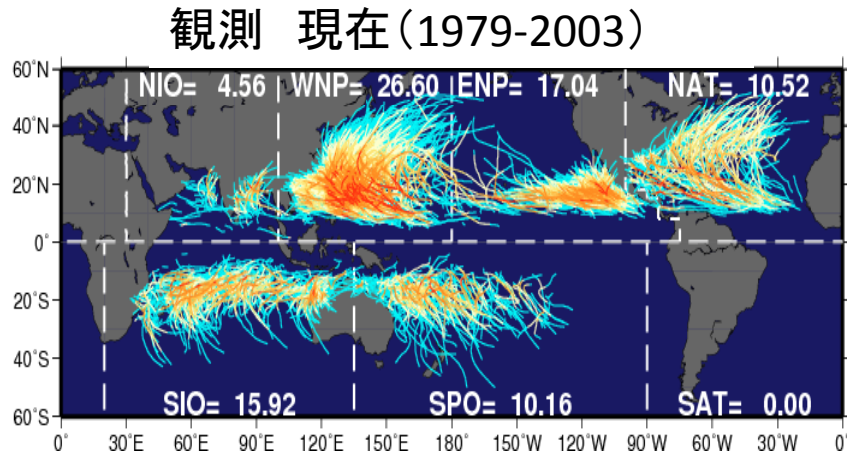 観測　現在（1979-2003）
60°N
NIO= 4.56 WNP= 26.60 ENP= 17.04 NAT= 10.52
40°N
20°N
0°
20°S
40°S
60°S
SIO= 15.92 SPO= 10.16 SAT= 0.00
0° 30°E 60°E 90°E 120°E 150°E 180° 150°W 120°W 90°W 60°W 30°W 0°